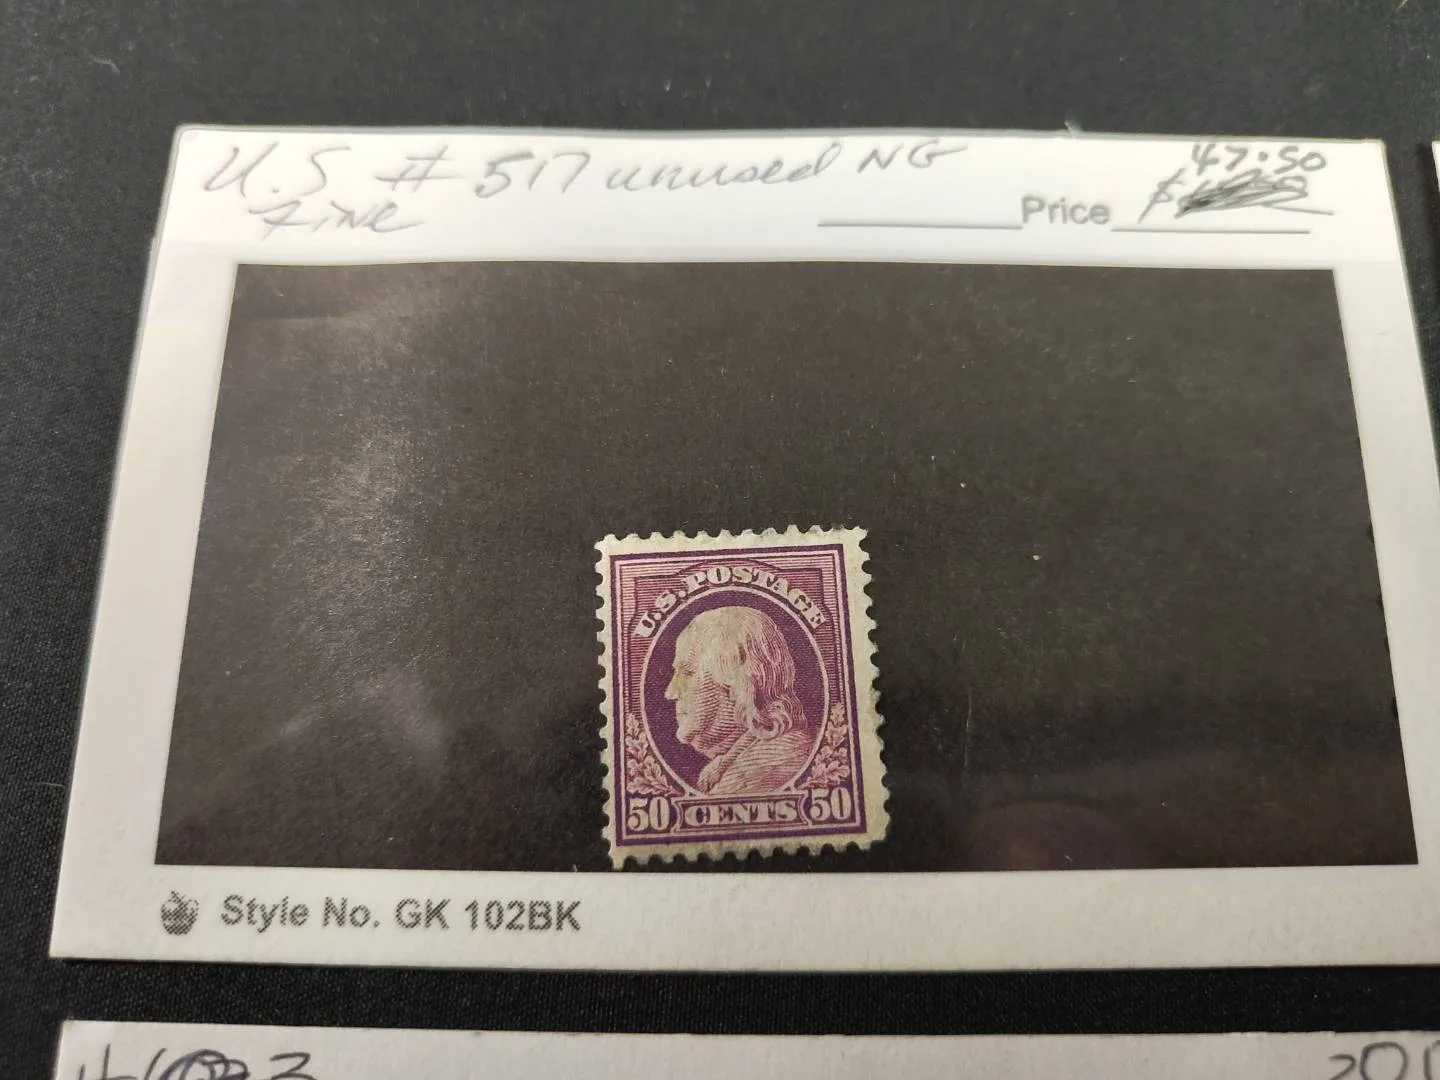 U.S # 517 unused NG
Fine
47.50
Price $
U.S. POSTAGE
50 CENTS 50
Style No. GK 102BK